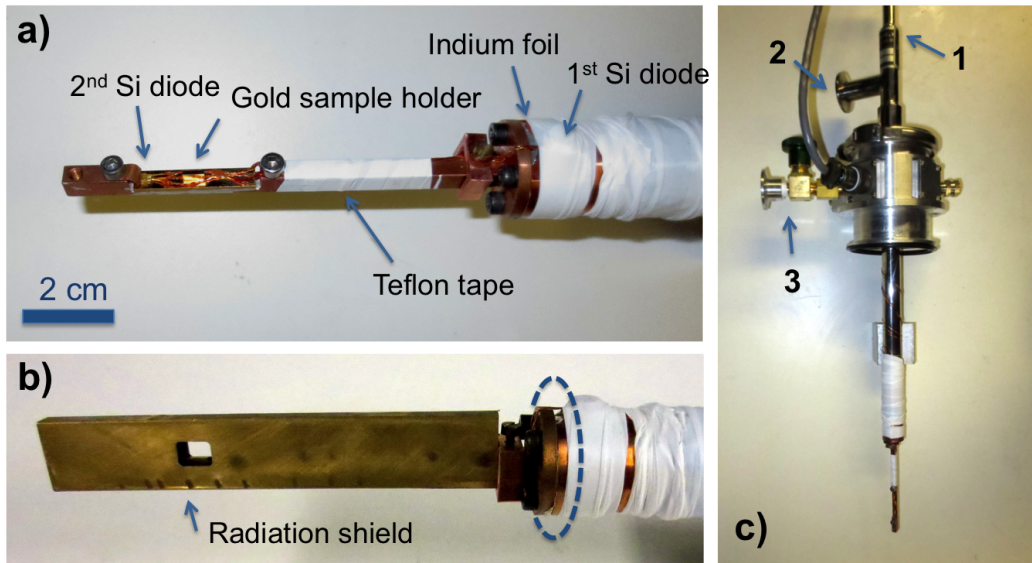 a)
Indium foil
1st Si diode
2nd Si diode
Gold sample holder
Teflon tape
2 cm
b)
Radiation shield
1
2
3
c)